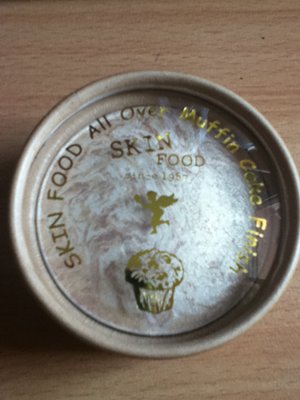 SKIN FOOD All Over Muffin Cake Finish
SKIN
FOOD
since 1957